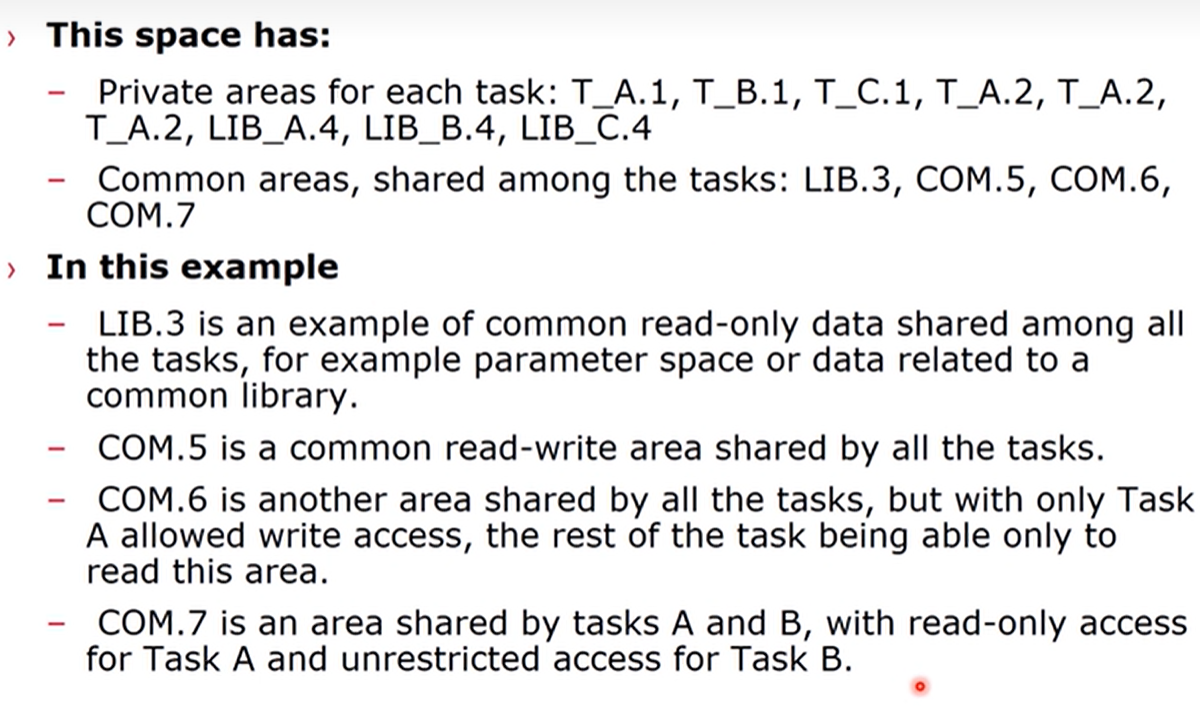 › This space has:
– Private areas for each task: T_A.1, T_B.1, T_C.1, T_A.2, T_A.2,
T_A.2, LIB_A.4, LIB_B.4, LIB_C.4
– Common areas, shared among the tasks: LIB.3, COM.5, COM.6,
COM.7
› In this example
– LIB.3 is an example of common read-only data shared among all
the tasks, for example parameter space or data related to a
common library.
– COM.5 is a common read-write area shared by all the tasks.
– COM.6 is another area shared by all the tasks, but with only Task
A allowed write access, the rest of the task being able only to
read this area.
– COM.7 is an area shared by tasks A and B, with read-only access
for Task A and unrestricted access for Task B.